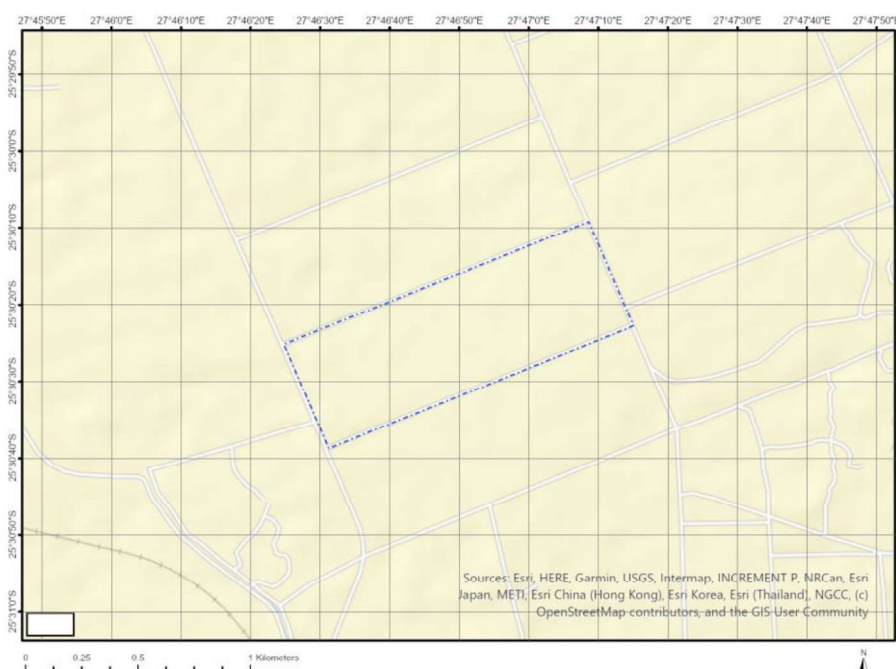 27°45'50"E 27°46'0"E 27°46'10"E 27°46'20"E 27°46'30"E 27°46'40"E 27°46'50"E 27°47'0"E 27°47'10"E 27°47'20"E 27°47'30"E 27°47'40"E 27°47'50"E
25°29'50"S
25°30'0"S
25°30'10"S
25°30'20"S
25°30'30"S
25°30'40"S
25°30'50"S
25°31'0"S
Sources: Esri, HERE, Garmin, USGS, Intermap, INCREMENT P, NRCan, Esri
Japan, METI, Esri China (Hong Kong), Esri Korea, Esri (Thailand), NGCC, (c)
OpenStreetMap contributors, and the GIS User Community
0 0.25 0.5 1 Kilometers
N